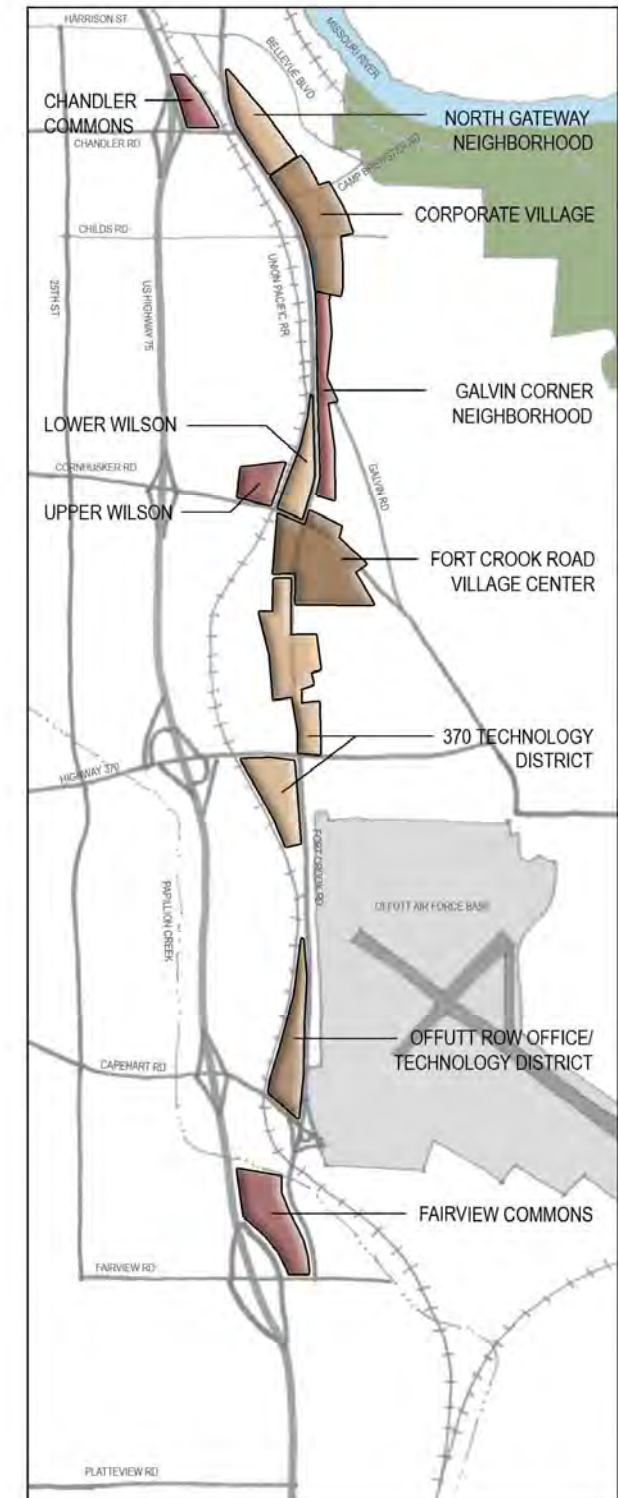 HARRISON ST
BELLEVUE BLVD
MISSOURI RIVER
CHANDLER
COMMONS
CHANDLER RD
NORTH GATEWAY
NEIGHBORHOOD
CAMP BREWSTER RD
CORPORATE VILLAGE
CHILDS RD
25TH ST
US HIGHWAY 75
UNION PACIFIC RR
GALVIN CORNER
NEIGHBORHOOD
LOWER WILSON
CORNHUSKER RD
GALVIN RD
UPPER WILSON
FORT CROOK ROAD
VILLAGE CENTER
370 TECHNOLOGY
DISTRICT
HIGHWAY 370
FORT CROOK RD
PAPILLION CREEK
OFFUTT AIR FORCE BASE
OFFUTT ROW OFFICE/
TECHNOLOGY DISTRICT
CAPEHART RD
FAIRVIEW COMMONS
FAIRVIEW RD
PLATTEVIEW RD